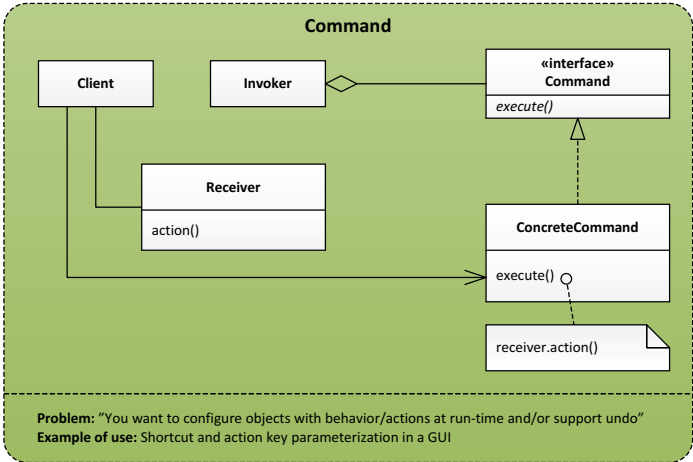 Command
Client
Invoker
«interface»
Command
execute()
Receiver
action()
ConcreteCommand
execute()
receiver.action()
Problem: ”You want to configure objects with behavior/actions at run-time and/or support undo”
Example of use: Shortcut and action key parameterization in a GUI